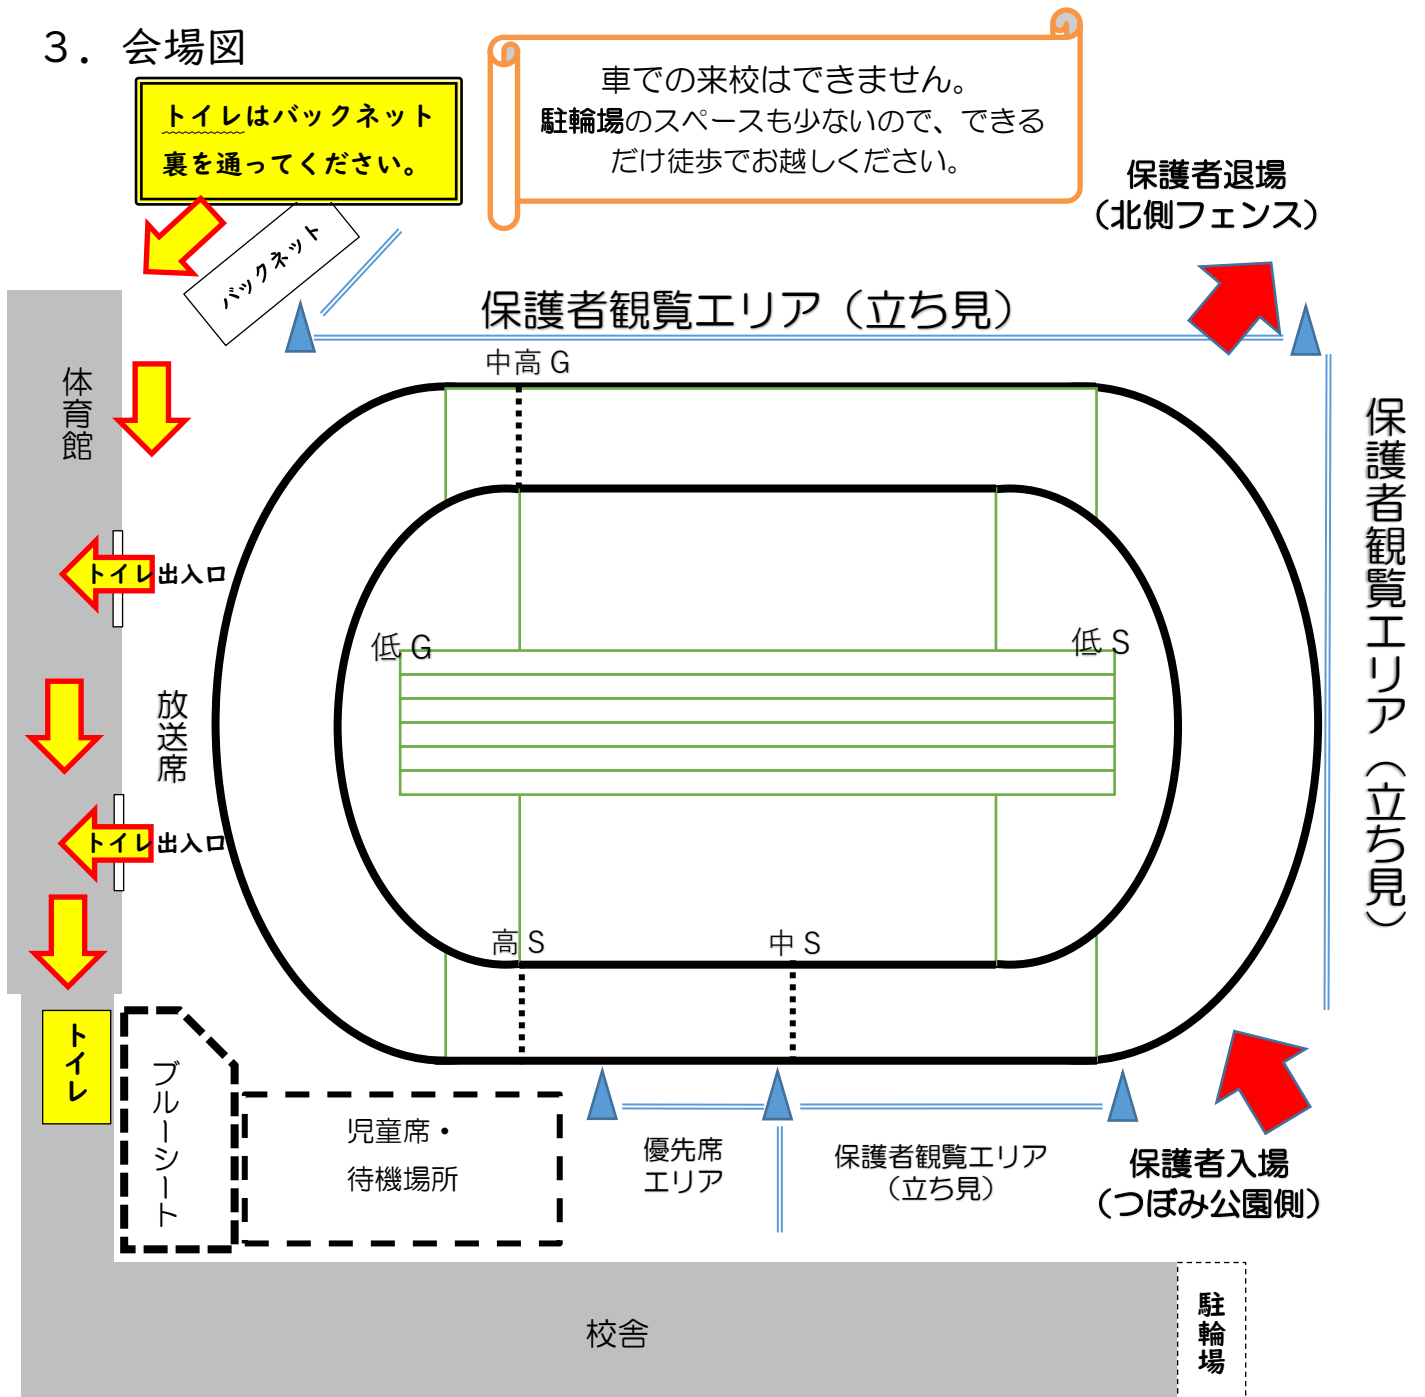 ３．会場図
トイレはバックネット
裏を通ってください。
車での来校はできません。
駐輪場のスペースも少ないので、できる
だけ徒歩でお越しください。
保護者退場
（北側フェンス）
バックネット
保護者観覧エリア（立ち見）
中高Ｇ
体育館
保護者観覧エリア（立ち見）
トイレ出入口
低Ｇ
低Ｓ
放送席
トイレ出入口
高Ｓ
中Ｓ
トイレ
ブルーシート
児童席・
待機場所
優先席
エリア
保護者観覧エリア
（立ち見）
保護者入場
（つぼみ公園側）
校舎
駐輪場